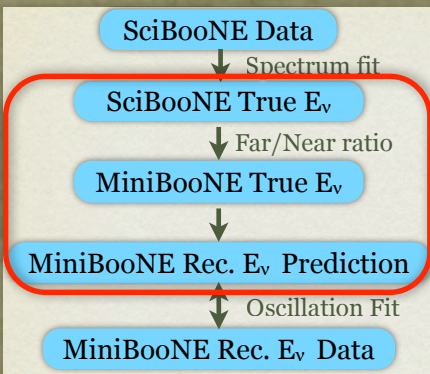 SciBooNE Data
Spectrum fit
SciBooNE True Eν
Far/Near ratio
MiniBooNE True Eν
MiniBooNE Rec. Eν Prediction
Oscillation Fit
MiniBooNE Rec. Eν Data